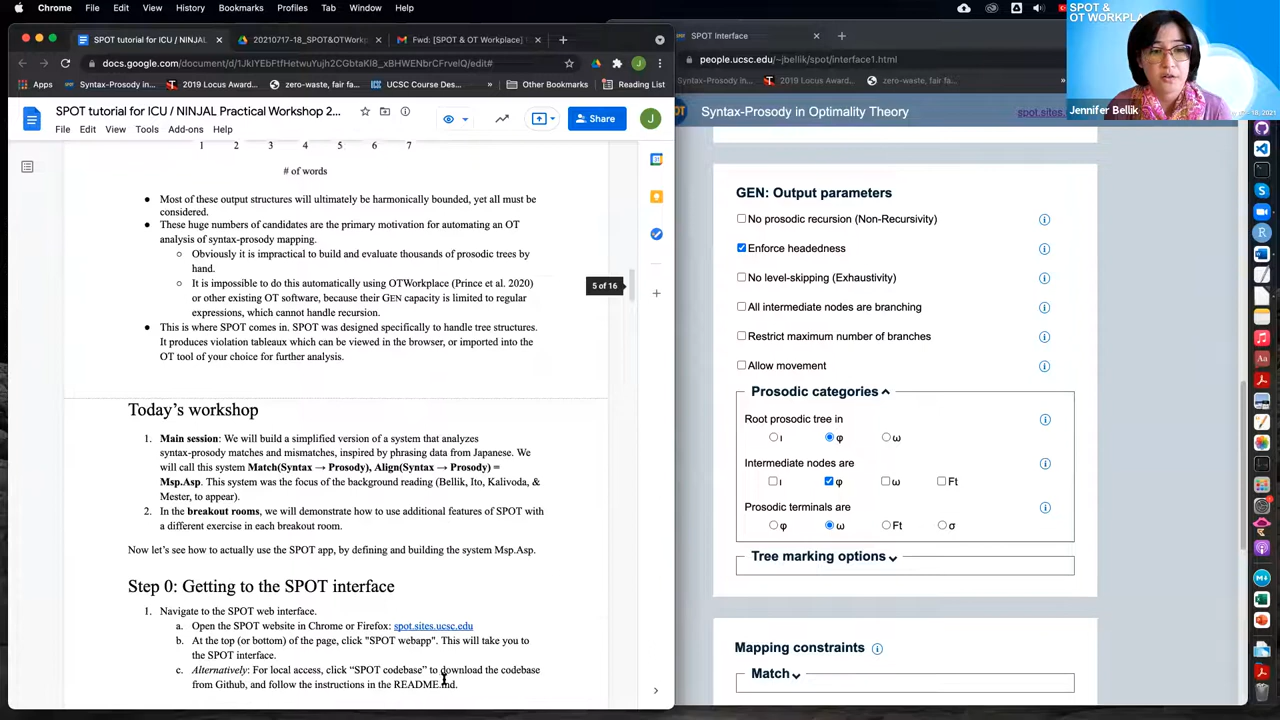 Chrome File Edit View History Bookmarks Profiles Tab Window Help
SPOT tutorial for ICU / NINJAL
20210717-18_SPOT&OTWork
Fwd: [SPOT & OT Workplace]
docs.google.com/document/d/1JklYEbFtfHetwuYujh2CGbtaKl8_xBHWENbrCFrvelQ/edit#
Apps
Syntax-Prosody in...
2019 Locus Award...
zero-waste, fair fa...
UCSC Course Des...
Reading List
SPOT tutorial for ICU / NINJAL Practical Workshop 2...
File Edit View Tools Add-ons Help
Share
J
1 2 3 4 5 6 7
# of words
● Most of these output structures will ultimately be harmonically bounded, yet all must be
considered.
● These huge numbers of candidates are the primary motivation for automating an OT
analysis of syntax-prosody mapping.
○ Obviously it is impractical to build and evaluate thousands of prosodic trees by
hand.
○ It is impossible to do this automatically using OTWorkplace (Prince et al. 2020)
or other existing OT software, because their GEN capacity is limited to regular
expressions, which cannot handle recursion.
● This is where SPOT comes in. SPOT was designed specifically to handle tree structures.
It produces violation tableaux which can be viewed in the browser, or imported into the
OT tool of your choice for further analysis.
5 of 16
Today's workshop
1. Main session: We will build a simplified version of a system that analyzes
syntax-prosody matches and mismatches, inspired by phrasing data from Japanese. We
will call this system Match(Syntax → Prosody), Align(Syntax → Prosody) =
Msp.Asp. This system was the focus of the background reading (Bellik, Ito, Kalivoda, &
Mester, to appear).
2. In the breakout rooms, we will demonstrate how to use additional features of SPOT with
a different exercise in each breakout room.
Now let's see how to actually use the SPOT app, by defining and building the system Msp.Asp.
Step 0: Getting to the SPOT interface
1. Navigate to the SPOT web interface.
a. Open the SPOT website in Chrome or Firefox: spot.sites.ucsc.edu
b. At the top (or bottom) of the page, click "SPOT webapp". This will take you to
the SPOT interface.
c. Alternatively: For local access, click “SPOT codebase” to download the codebase
from Github, and follow the instructions in the README.md.
SPOT Interface
people.ucsc.edu/~jbellik/spot/interface1.html
Syntax-Prosody in...
2019 Locus Award...
zero-waste, fair fa...
Syntax-Prosody in Optimality Theory
spot.sites
GEN: Output parameters
No prosodic recursion (Non-Recursivity)
Enforce headedness
No level-skipping (Exhaustivity)
All intermediate nodes are branching
Restrict maximum number of branches
Allow movement
Prosodic categories
Root prosodic tree in
ι φ ω
Intermediate nodes are
ι φ ω Ft
Prosodic terminals are
φ ω Ft σ
Tree marking options
Mapping constraints
Match
SPOT &
OT WORKPLA
Jennifer Bellik
18, 2021